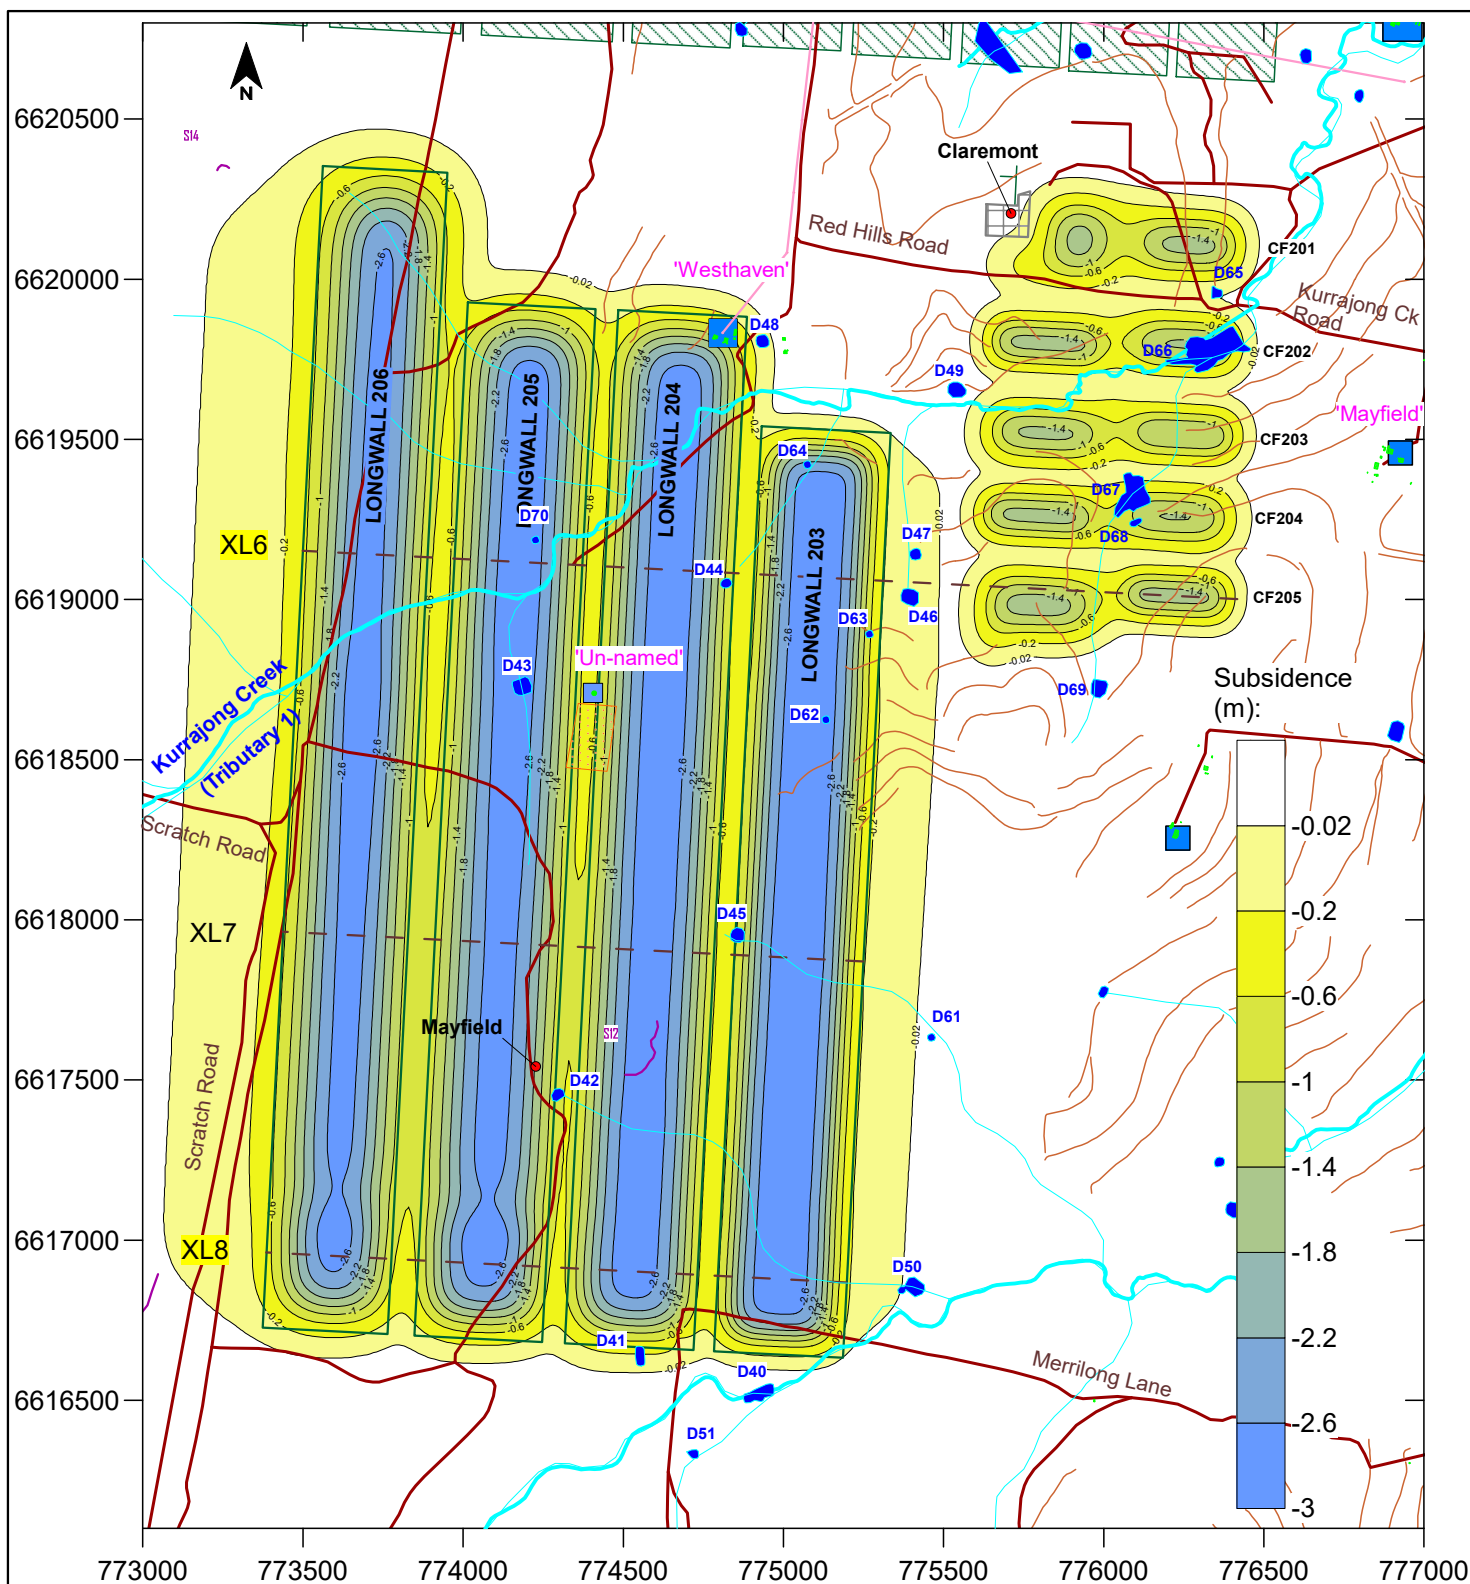 N
S14
6620500
6620000
6619500
6619000
6618500
6618000
6617500
6617000
6616500
773000
773500
774000
774500
775000
775500
776000
776500
777000
Claremont
Red Hills Road
CF201
D65
Kurrajong Ck
Road
'Westhaven'
D48
D66
CF202
D49
'Mayfield'
CF203
LONGWALL 206
LONGWALL 205
LONGWALL 204
LONGWALL 203
D64
D67
CF204
D68
D70
XL6
D47
D44
D46
CF205
D63
'Un-named'
D43
D69
D62
Subsidence
(m):
-0.02
-0.2
-0.6
-1
-1.4
-1.8
-2.2
-2.6
-3
Kurrajong Creek
(Tributary 1)
Scratch Road
XL7
D45
Mayfield
S12
D61
D42
Scratch Road
XL8
D50
D41
D40
Merrilong Lane
D51